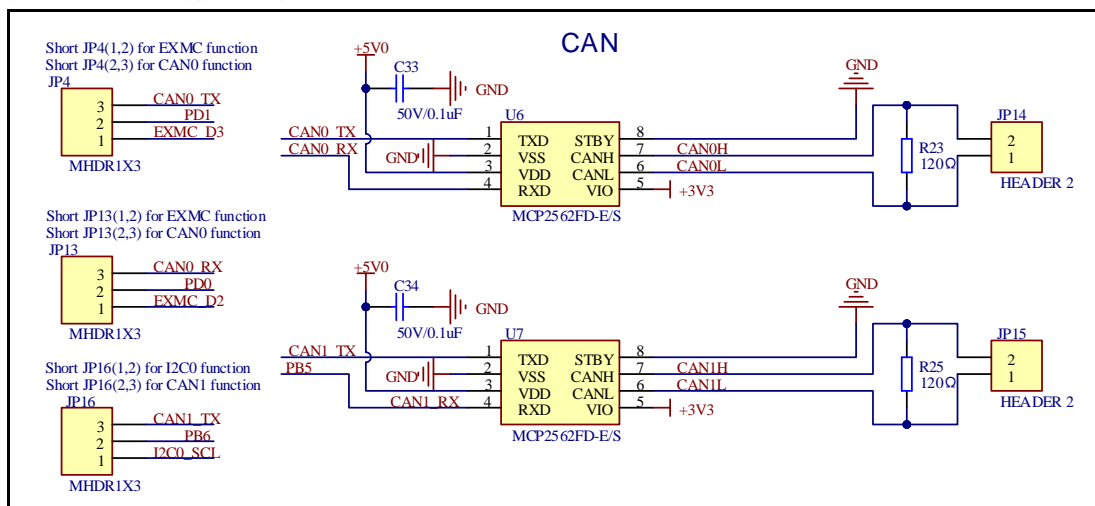 CAN
Short JP4(1,2) for EXMC function
Short JP4(2,3) for CAN0 function
JP4
3 CAN0_TX
2 PD1
1 EXMC_D3
MHDR1X3
Short JP13(1,2) for EXMC function
Short JP13(2,3) for CAN0 function
JP13
3 CAN0_RX
2 PD0
1 EXMC_D2
MHDR1X3
Short JP16(1,2) for I2C0 function
Short JP16(2,3) for CAN1 function
JP16
3 CAN1_TX
2 PB6
1 I2C0_SCL
MHDR1X3
+5V0
C33
GND
50V/0.1uF
U6
CAN0_TX 1 TXD STBY 8
CAN0_RX GND 2 VSS CANH 7 CAN0H
3 VDD CANL 6 CAN0L
4 RXD VIO 5 +3V3
MCP2562FD-E/S
GND
R23
120Ω
JP14
2
1
HEADER 2
+5V0
C34
GND
50V/0.1uF
U7
CAN1_TX 1 TXD STBY 8
PB5 GND 2 VSS CANH 7 CAN1H
3 VDD CANL 6 CAN1L
CAN1_RX 4 RXD VIO 5 +3V3
MCP2562FD-E/S
GND
R25
120Ω
JP15
2
1
HEADER 2